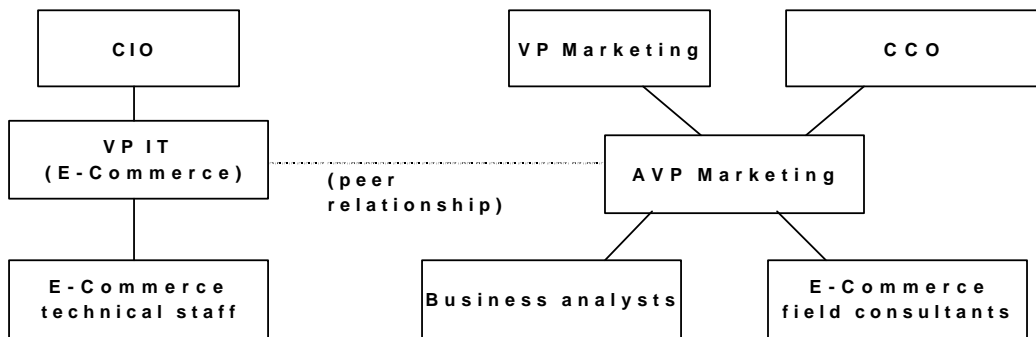 CIO
VP Marketing
CCO
VP IT
(E-Commerce)
(peer
relationship)
AVP Marketing
E-Commerce
technical staff
Business analysts
E-Commerce
field consultants